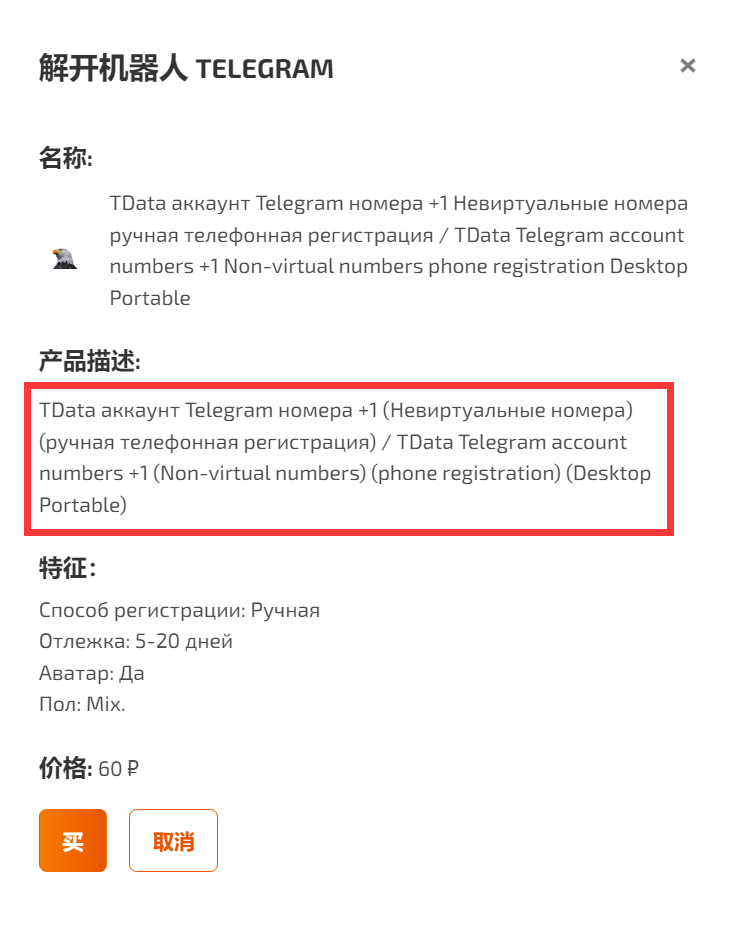 解开机器人 TELEGRAM
×
名称:
TData аккаунт Telegram номера +1 Невиртуальные номера
ручная телефонная регистрация / TData Telegram account
numbers +1 Non-virtual numbers phone registration Desktop
Portable
产品描述:
TData аккаунт Telegram номера +1 (Невиртуальные номера)
(ручная телефонная регистрация) / TData Telegram account
numbers +1 (Non-virtual numbers) (phone registration) (Desktop
Portable)
特征：
Способ регистрации: Ручная
Отлежка: 5-20 дней
Аватар: Да
Пол: Mix.
价格: 60 ₽
买
取消